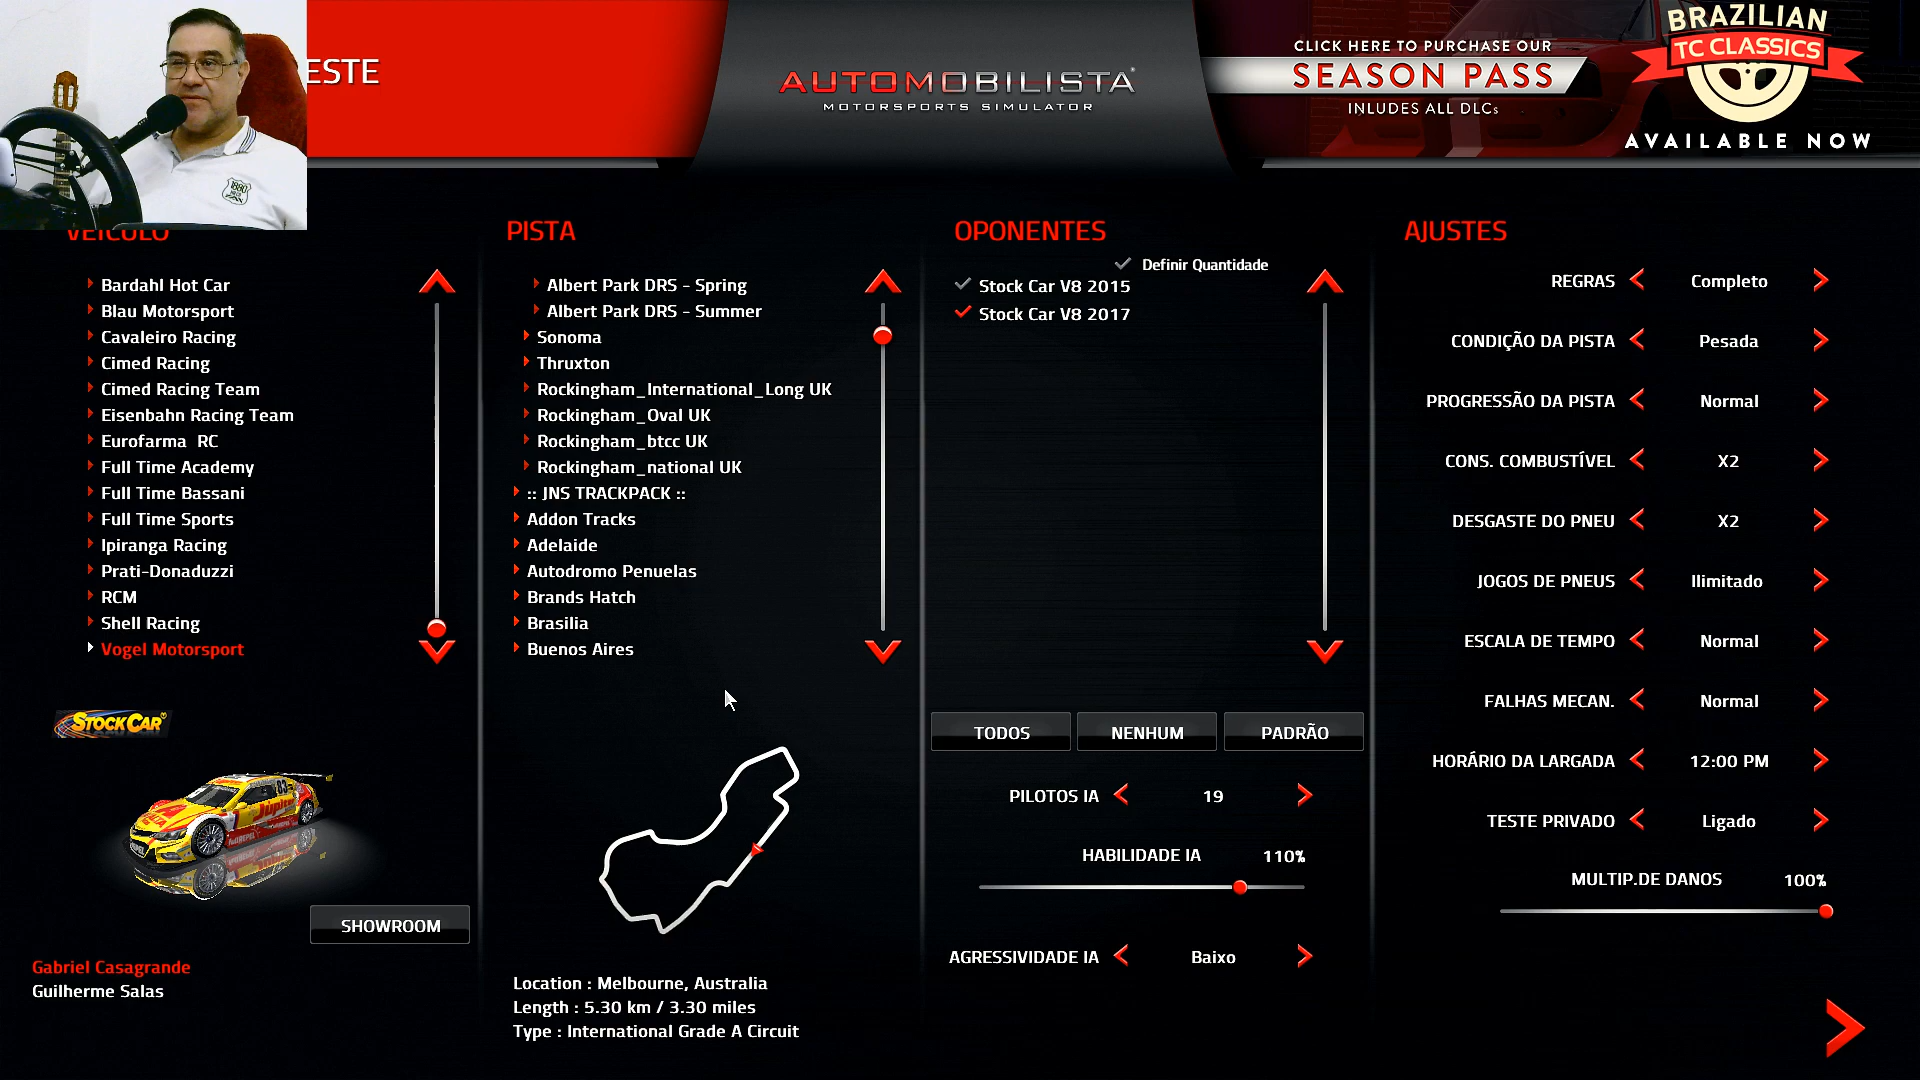 ESTE
AUTOMOBILISTA
MOTORSPORTS SIMULATOR
CLICK HERE TO PURCHASE OUR
SEASON PASS
INLUDES ALL DLCs
BRAZILIAN
TC CLASSICS
AVAILABLE NOW
1880
VEÍCULO
Bardahl Hot Car
Blau Motorsport
Cavaleiro Racing
Cimed Racing
Cimed Racing Team
Eisenbahn Racing Team
Eurofarma RC
Full Time Academy
Full Time Bassani
Full Time Sports
Ipiranga Racing
Prati-Donaduzzi
RCM
Shell Racing
Vogel Motorsport
STOCK CAR
83
SHOWROOM
Gabriel Casagrande
Guilherme Salas
PISTA
Albert Park DRS - Spring
Albert Park DRS - Summer
Sonoma
Thruxton
Rockingham_International_Long UK
Rockingham_Oval UK
Rockingham_btcc UK
Rockingham_national UK
:: JNS TRACKPACK ::
Addon Tracks
Adelaide
Autodromo Penuelas
Brands Hatch
Brasilia
Buenos Aires
Location : Melbourne, Australia
Length : 5.30 km / 3.30 miles
Type : International Grade A Circuit
OPONENTES
Definir Quantidade
Stock Car V8 2015
Stock Car V8 2017
TODOS NENHUM PADRÃO
PILOTOS IA 19
HABILIDADE IA 110%
AGRESSIVIDADE IA Baixo
AJUSTES
REGRAS Completo
CONDIÇÃO DA PISTA Pesada
PROGRESSÃO DA PISTA Normal
CONS. COMBUSTÍVEL X2
DESGASTE DO PNEU X2
JOGOS DE PNEUS Ilimitado
ESCALA DE TEMPO Normal
FALHAS MECAN. Normal
HORÁRIO DA LARGADA 12:00 PM
TESTE PRIVADO Ligado
MULTIP.DE DANOS 100%